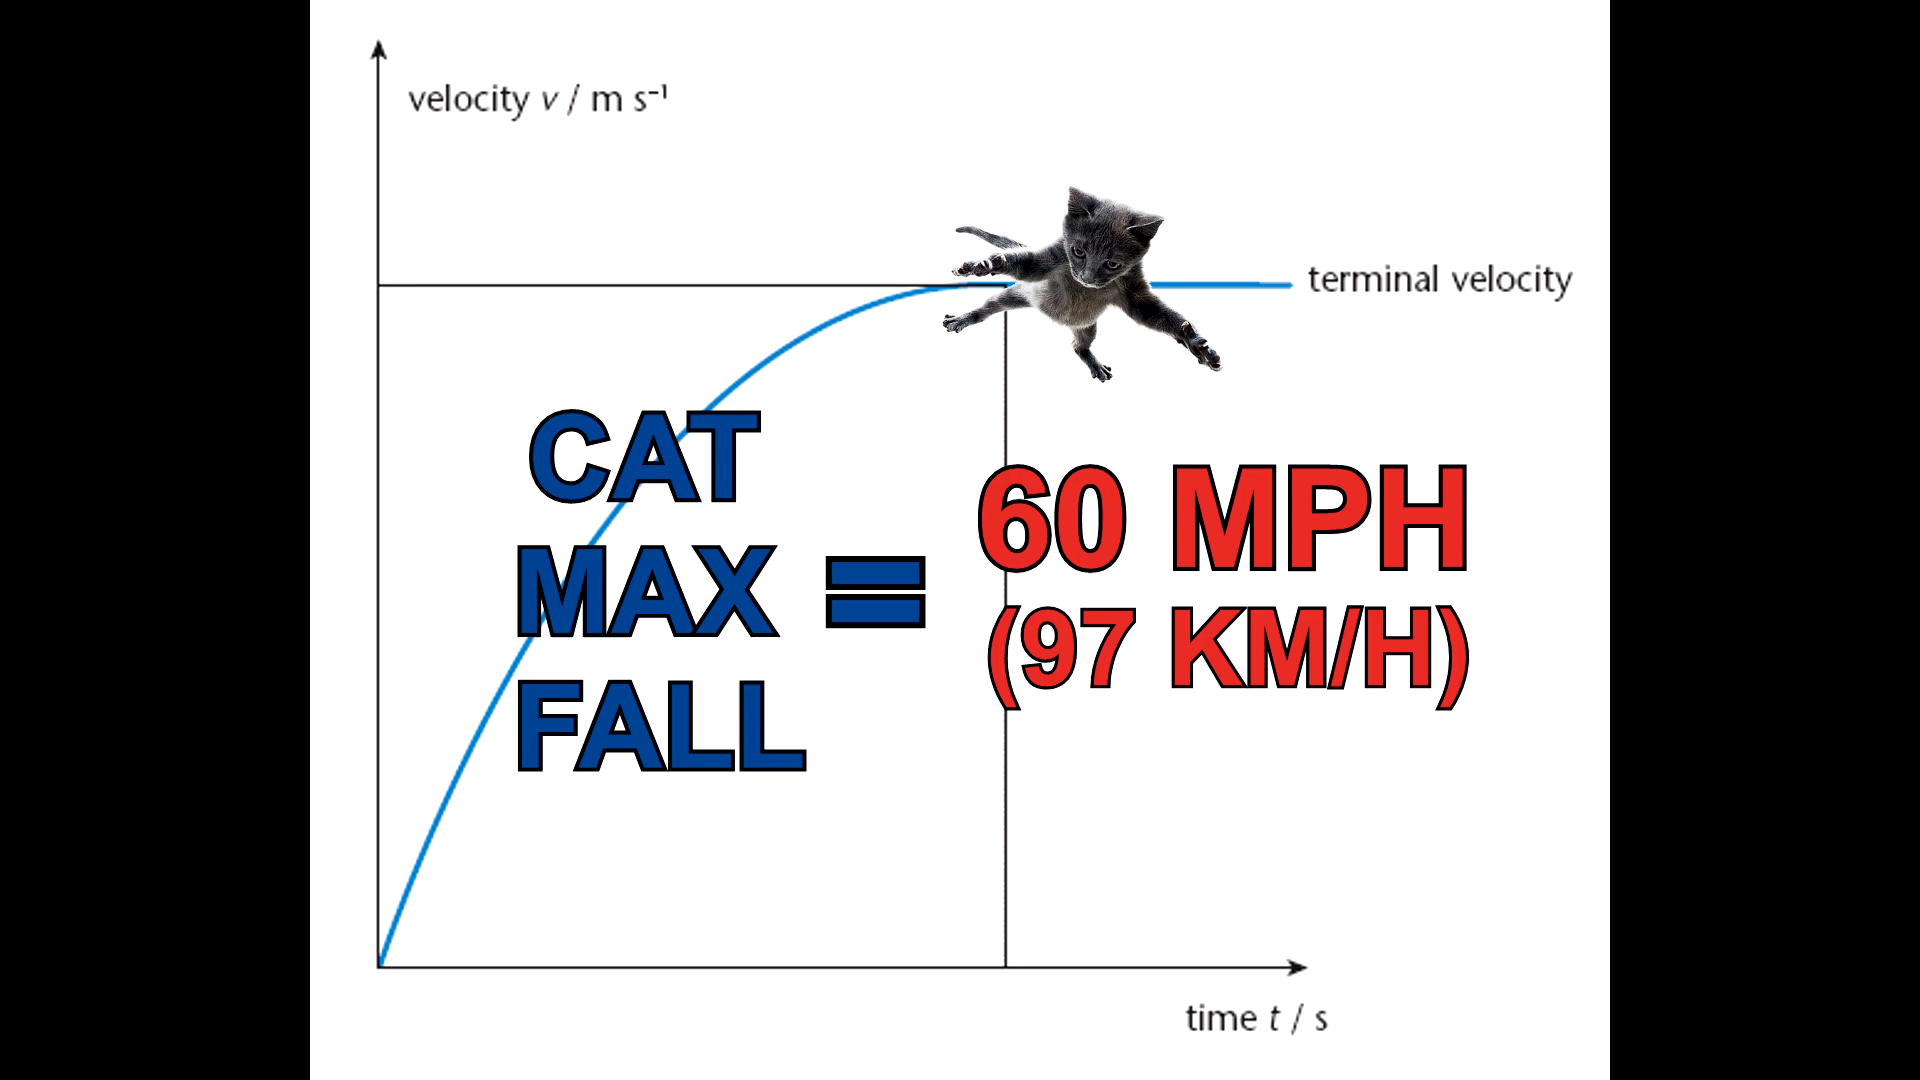 velocity v / m s⁻¹
terminal velocity
CAT
MAX
FALL
=
60 MPH
(97 KM/H)
time t / s